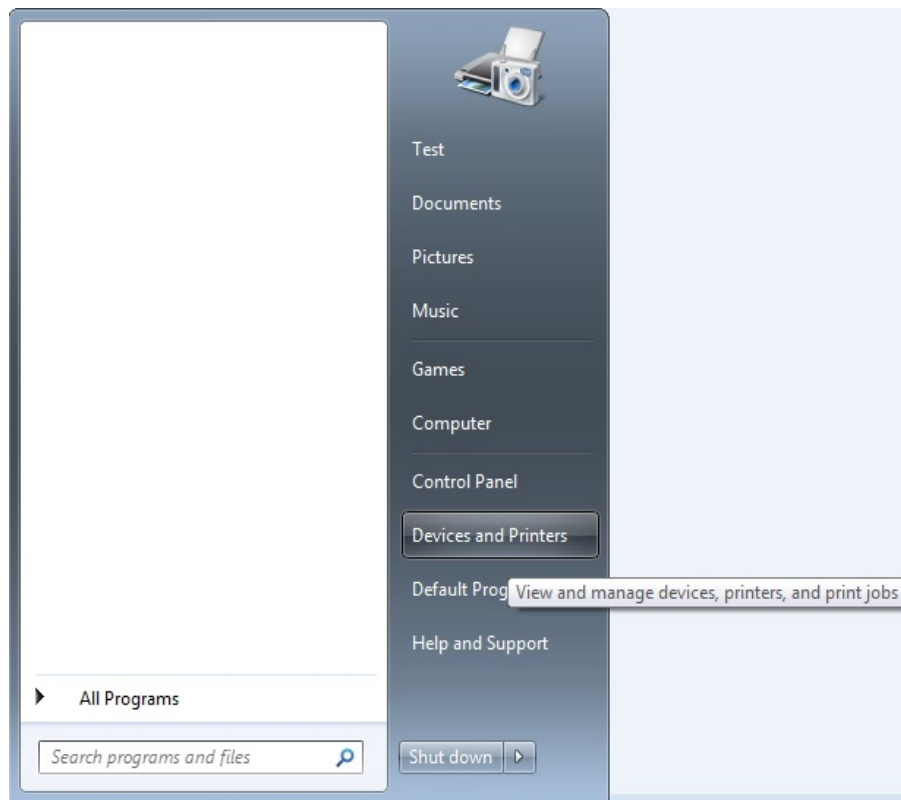 Test
Documents
Pictures
Music
Games
Computer
Control Panel
Devices and Printers
Default Prog
View and manage devices, printers, and print jobs
Help and Support
All Programs
Search programs and files
Shut down